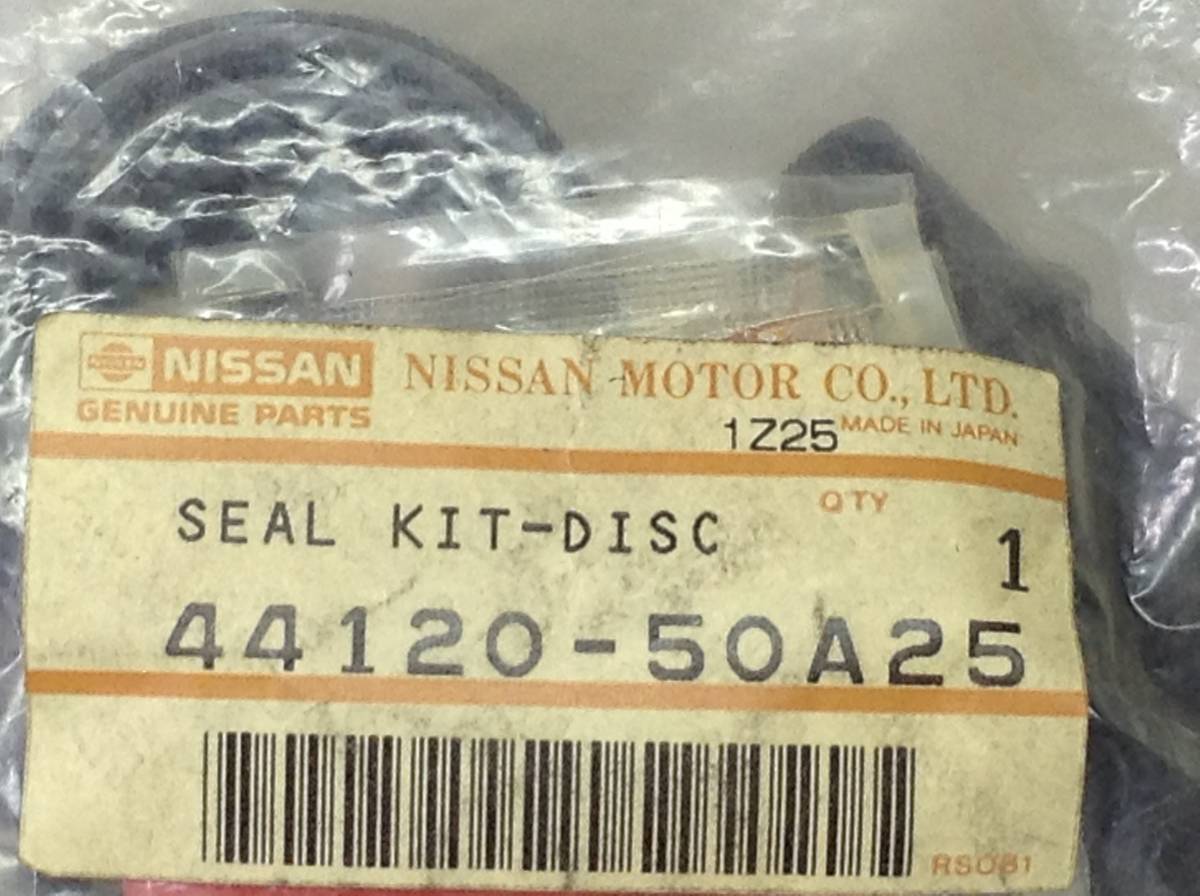 NISSAN
GENUINE PARTS
NISSAN MOTOR CO., LTD.
1Z25 MADE IN JAPAN
QTY
SEAL KIT-DISC
1
44120-50A25
RS081